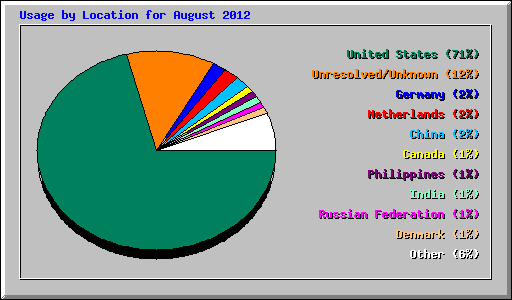 Usage by Location for August 2012
United States (71%)
Unresolved/Unknown (12%)
Germany (2%)
Netherlands (2%)
China (2%)
Canada (1%)
Philippines (1%)
India (1%)
Russian Federation (1%)
Denmark (1%)
Other (6%)